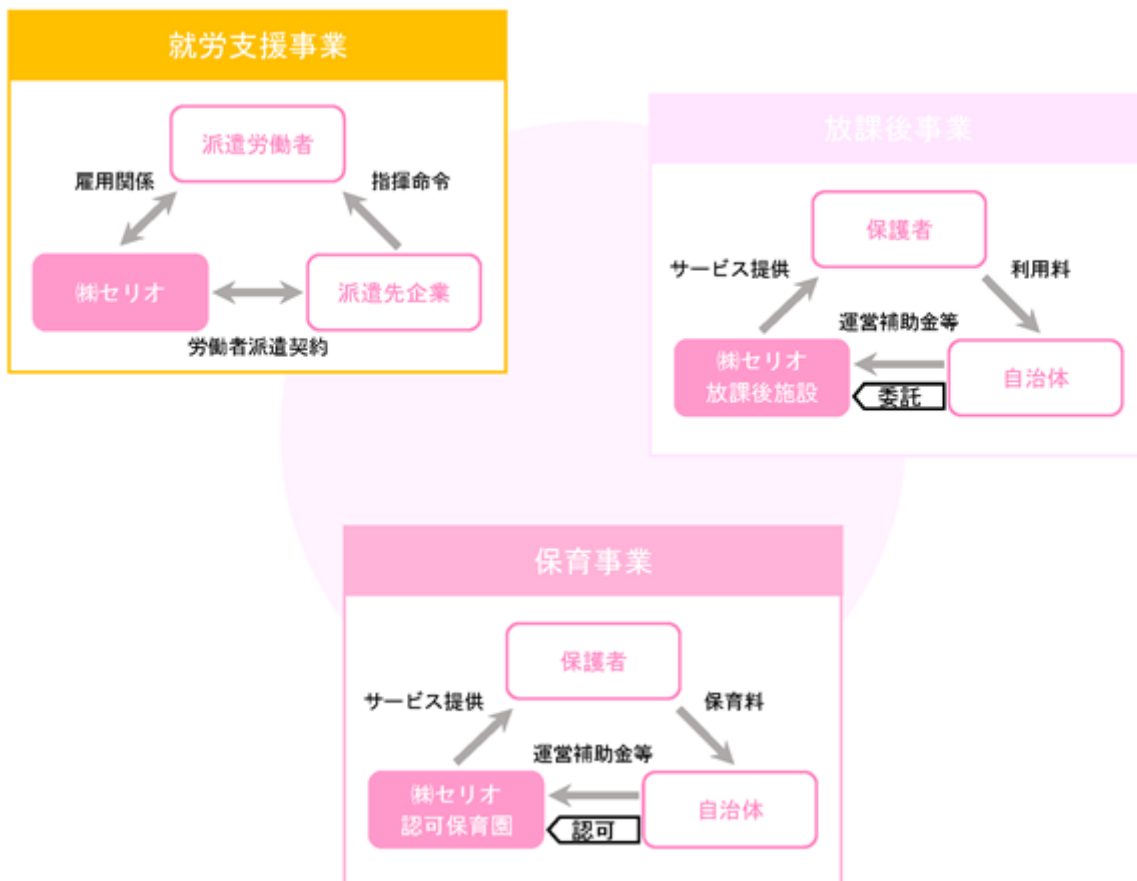 就労支援事業
派遣労働者
雇用関係
指揮命令
㈱セリオ
派遣先企業
労働者派遣契約
放課後事業
保護者
サービス提供
利用料
運営補助金等
㈱セリオ
放課後施設
委託
自治体
保育事業
保護者
サービス提供
保育料
運営補助金等
㈱セリオ
認可保育園
認可
自治体